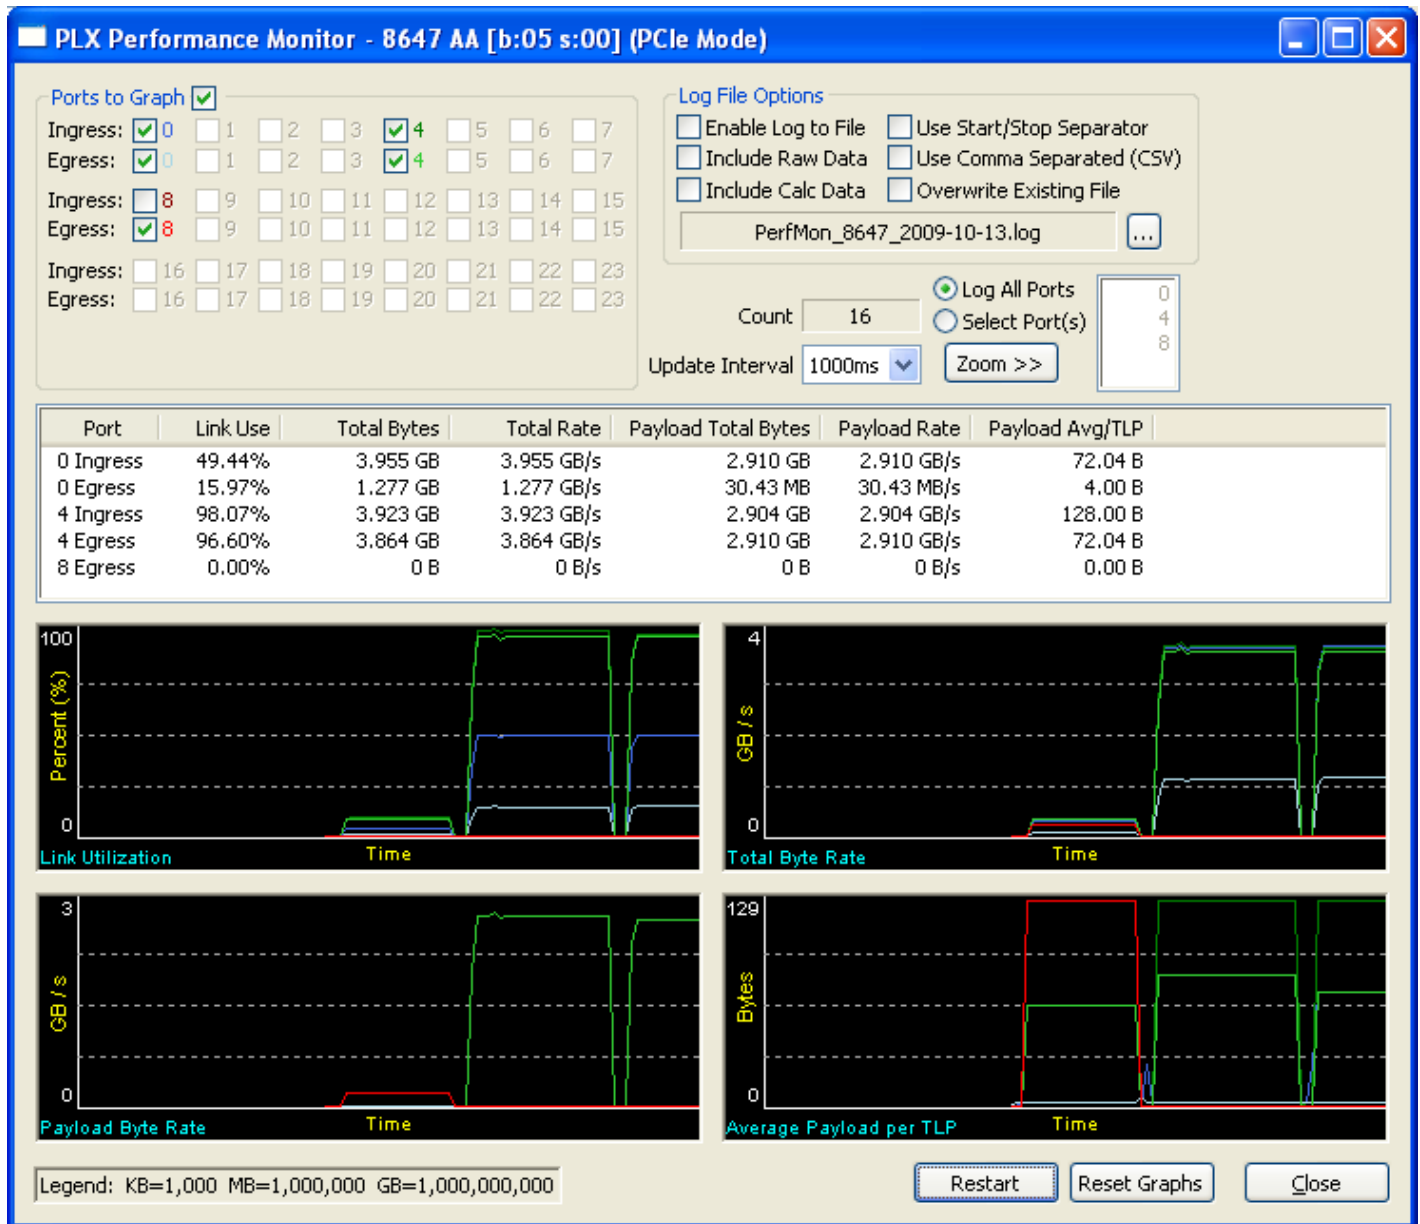 PLX Performance Monitor - 8647 AA [b:05 s:00] (PCIe Mode)
Ports to Graph
Ingress: 0 1 2 3 4 5 6 7
Egress: 0 1 2 3 4 5 6 7
Ingress: 8 9 10 11 12 13 14 15
Egress: 8 9 10 11 12 13 14 15
Ingress: 16 17 18 19 20 21 22 23
Egress: 16 17 18 19 20 21 22 23
Log File Options
Enable Log to File Use Start/Stop Separator
Include Raw Data Use Comma Separated (CSV)
Include Calc Data Overwrite Existing File
PerfMon_8647_2009-10-13.log ...
Count 16
Log All Ports
Select Port(s)
0
4
8
Update Interval 1000ms Zoom >>
Port Link Use Total Bytes Total Rate Payload Total Bytes Payload Rate Payload Avg/TLP
0 Ingress 49.44% 3.955 GB 3.955 GB/s 2.910 GB 2.910 GB/s 72.04 B
0 Egress 15.97% 1.277 GB 1.277 GB/s 30.43 MB 30.43 MB/s 4.00 B
4 Ingress 98.07% 3.923 GB 3.923 GB/s 2.904 GB 2.904 GB/s 128.00 B
4 Egress 96.60% 3.864 GB 3.864 GB/s 2.910 GB 2.910 GB/s 72.04 B
8 Egress 0.00% 0 B 0 B/s 0 B 0 B/s 0.00 B
100
Percent (%)
0
Link Utilization Time
4
GB / s
0
Total Byte Rate Time
3
GB / s
0
Payload Byte Rate Time
129
Bytes
0
Average Payload per TLP Time
Legend: KB=1,000 MB=1,000,000 GB=1,000,000,000
Restart Reset Graphs Close